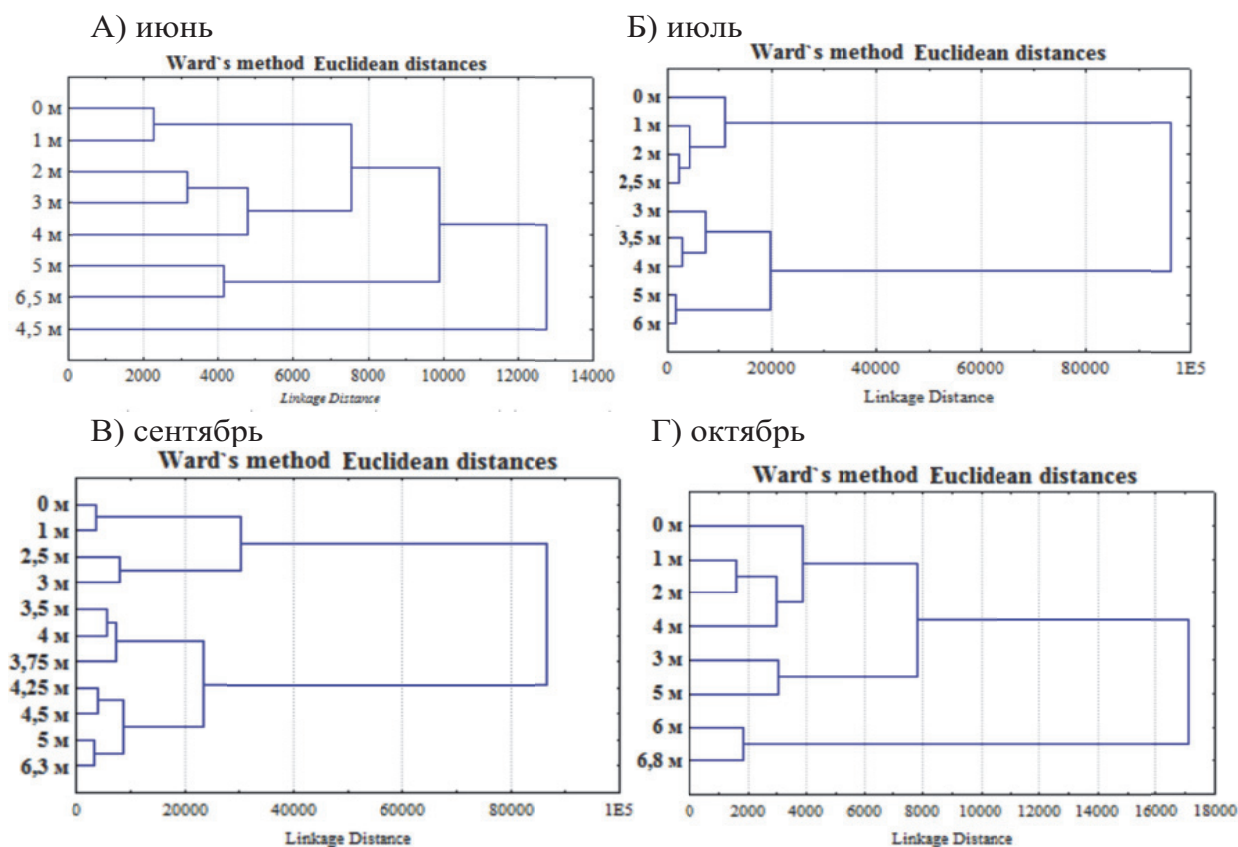 А) июнь
Ward`s method Euclidean distances
0 м
1 м
2 м
3 м
4 м
5 м
6,5 м
4,5 м
0 2000 4000 6000 8000 10000 12000 14000
Linkage Distance
Б) июль
Ward`s method Euclidean distances
0 м
1 м
2 м
2,5 м
3 м
3,5 м
4 м
5 м
6 м
0 20000 40000 60000 80000 1E5
Linkage Distance
В) сентябрь
Ward`s method Euclidean distances
0 м
1 м
2,5 м
3 м
3,5 м
4 м
3,75 м
4,25 м
4,5 м
5 м
6,3 м
0 20000 40000 60000 80000 1E5
Linkage Distance
Г) октябрь
Ward`s method Euclidean distances
0 м
1 м
2 м
4 м
3 м
5 м
6 м
6,8 м
0 2000 4000 6000 8000 10000 12000 14000 16000 18000
Linkage Distance